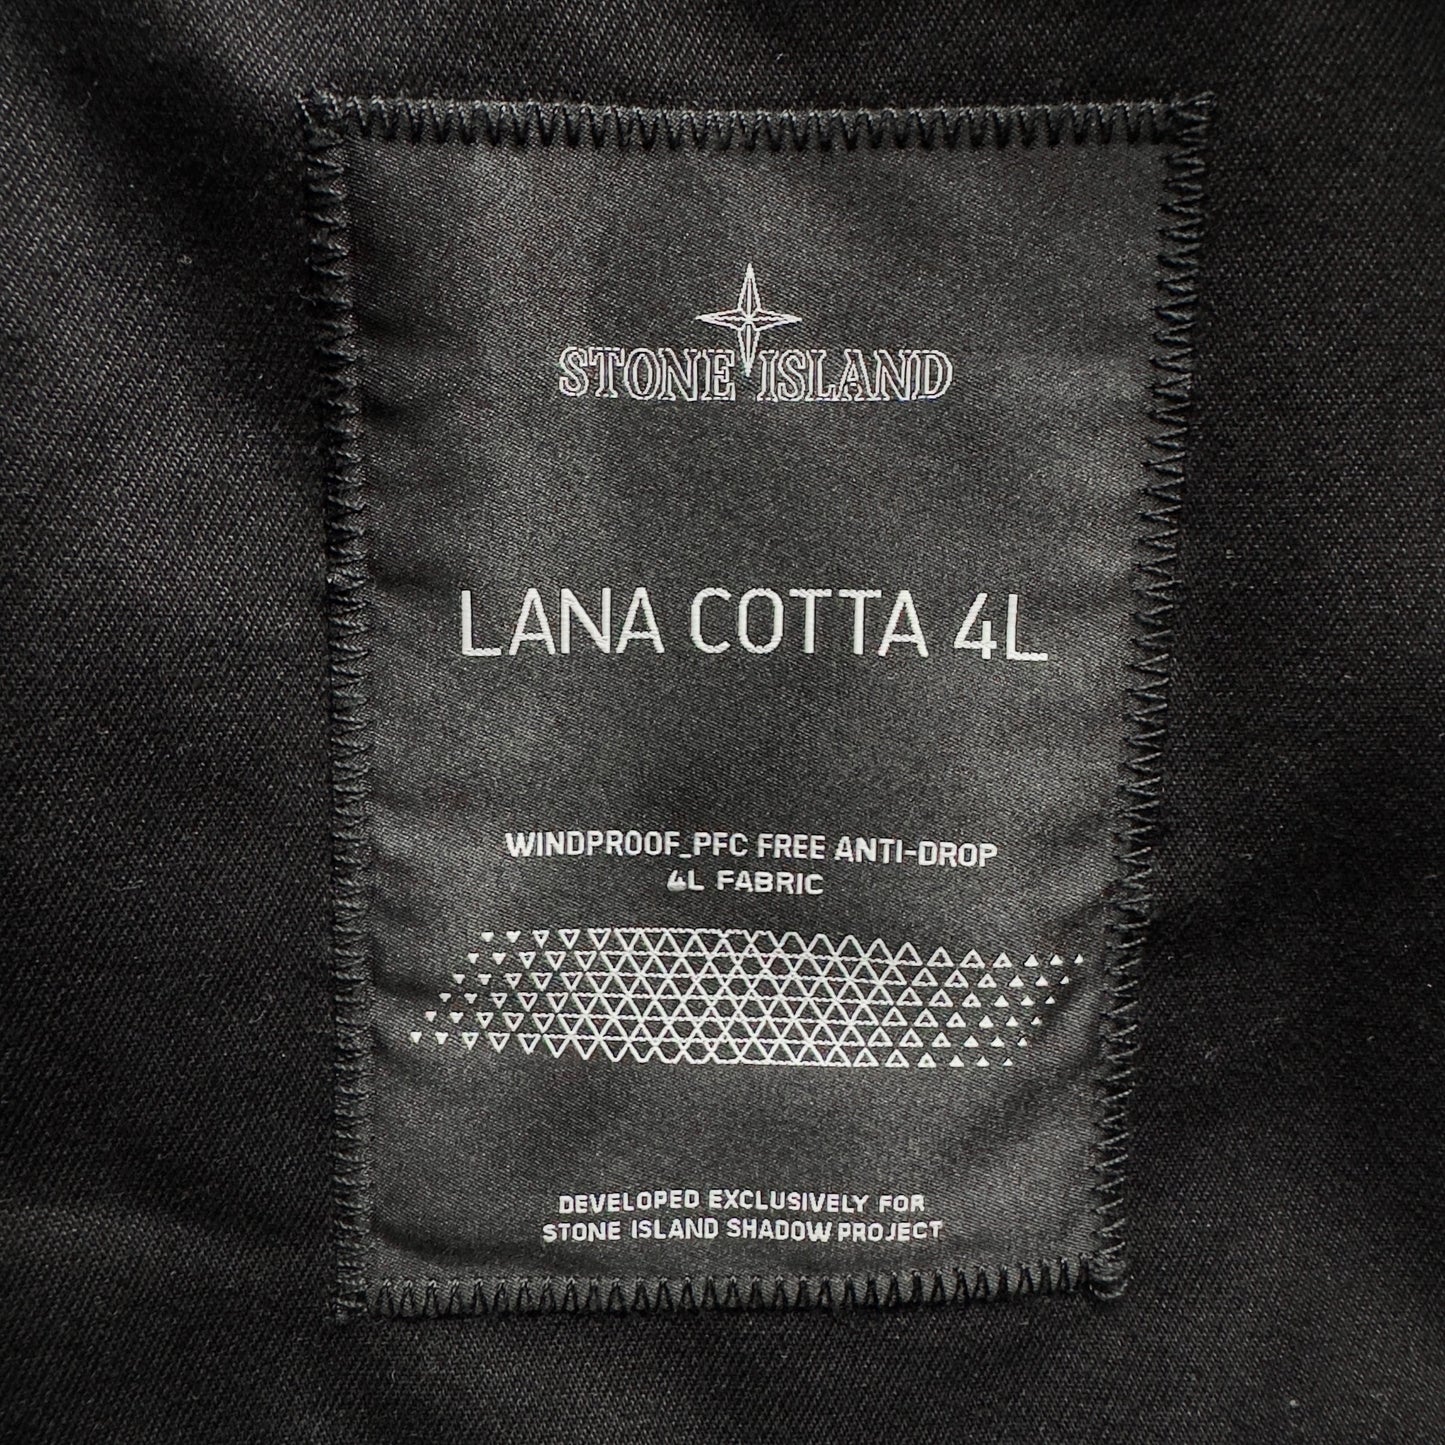 STONE ISLAND
LANA COTTA 4L
WINDPROOF_PFC FREE ANTI-DROP
4L FABRIC
DEVELOPED EXCLUSIVELY FOR
STONE ISLAND SHADOW PROJECT